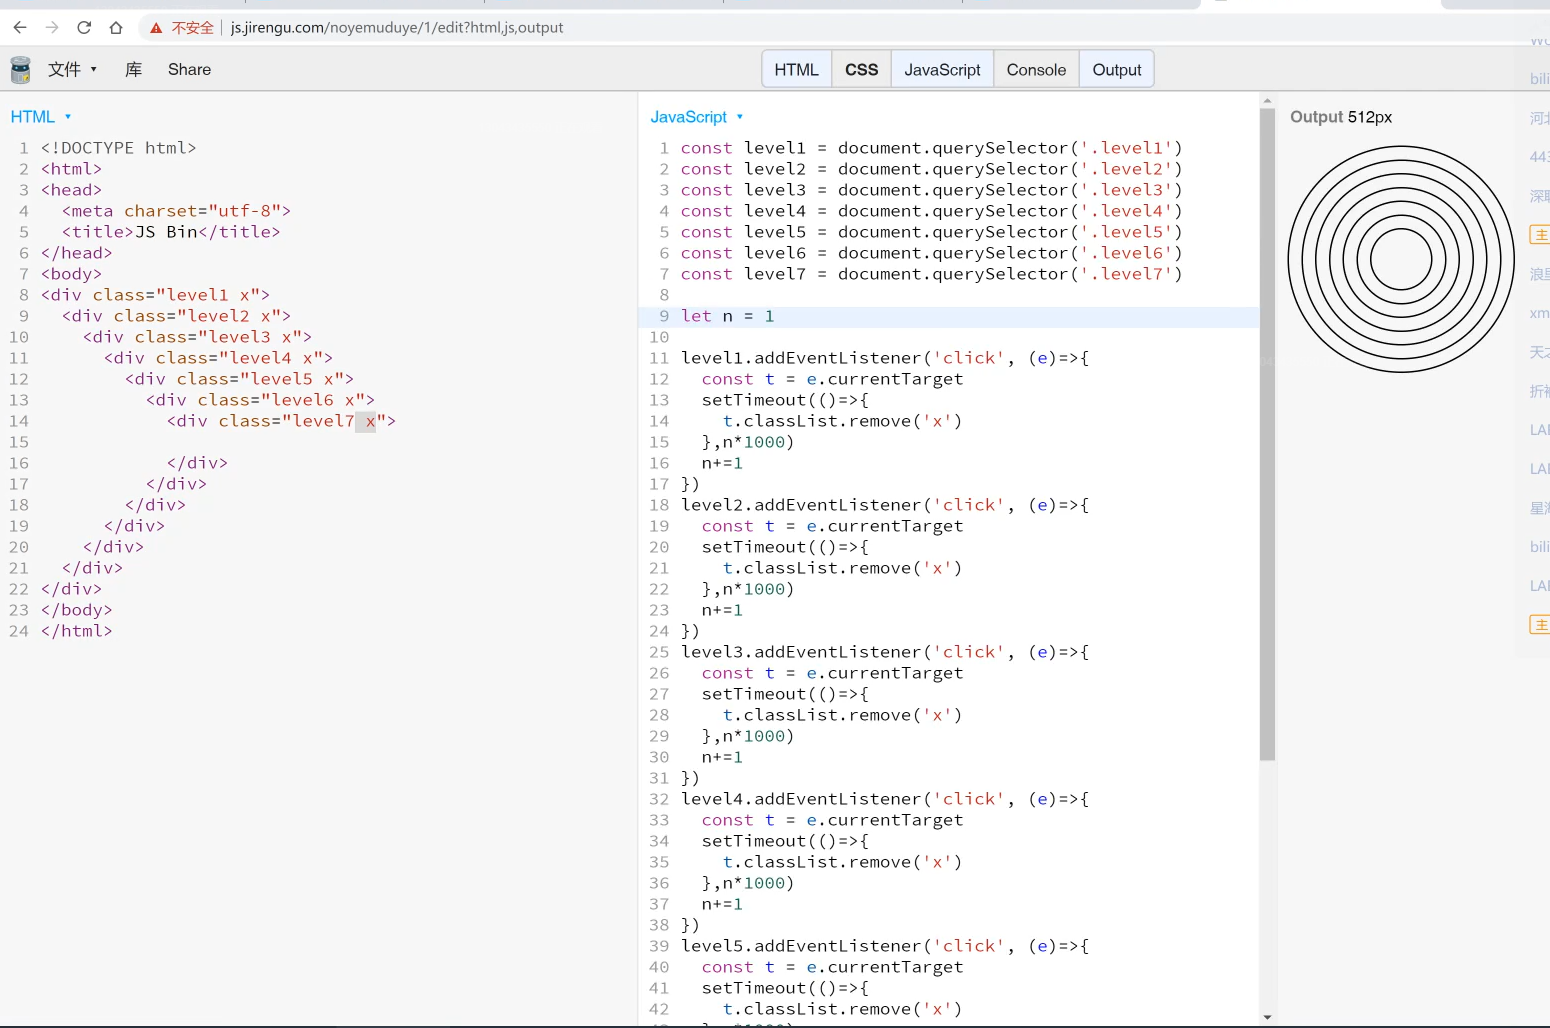 不安全 js.jirengu.com/noyemuduye/1/edit?html,js,output
文件 库 Share HTML CSS JavaScript Console Output
HTML
1 <!DOCTYPE html>
2 <html>
3 <head>
4 <meta charset="utf-8">
5 <title>JS Bin</title>
6 </head>
7 <body>
8 <div class="level1 x">
9 <div class="level2 x">
10 <div class="level3 x">
11 <div class="level4 x">
12 <div class="level5 x">
13 <div class="level6 x">
14 <div class="level7 x">
15
16 </div>
17 </div>
18 </div>
19 </div>
20 </div>
21 </div>
22 </div>
23 </body>
24 </html>
JavaScript
1 const level1 = document.querySelector('.level1')
2 const level2 = document.querySelector('.level2')
3 const level3 = document.querySelector('.level3')
4 const level4 = document.querySelector('.level4')
5 const level5 = document.querySelector('.level5')
6 const level6 = document.querySelector('.level6')
7 const level7 = document.querySelector('.level7')
8
9 let n = 1
10
11 level1.addEventListener('click', (e)=>{
12 const t = e.currentTarget
13 setTimeout(()=>{
14 t.classList.remove('x')
15 },n*1000)
16 n+=1
17 })
18 level2.addEventListener('click', (e)=>{
19 const t = e.currentTarget
20 setTimeout(()=>{
21 t.classList.remove('x')
22 },n*1000)
23 n+=1
24 })
25 level3.addEventListener('click', (e)=>{
26 const t = e.currentTarget
27 setTimeout(()=>{
28 t.classList.remove('x')
29 },n*1000)
30 n+=1
31 })
32 level4.addEventListener('click', (e)=>{
33 const t = e.currentTarget
34 setTimeout(()=>{
35 t.classList.remove('x')
36 },n*1000)
37 n+=1
38 })
39 level5.addEventListener('click', (e)=>{
40 const t = e.currentTarget
41 setTimeout(()=>{
42 t.classList.remove('x')
Output 512px
bili
443
主
xm
LAI
LAI
bili
LAI
主